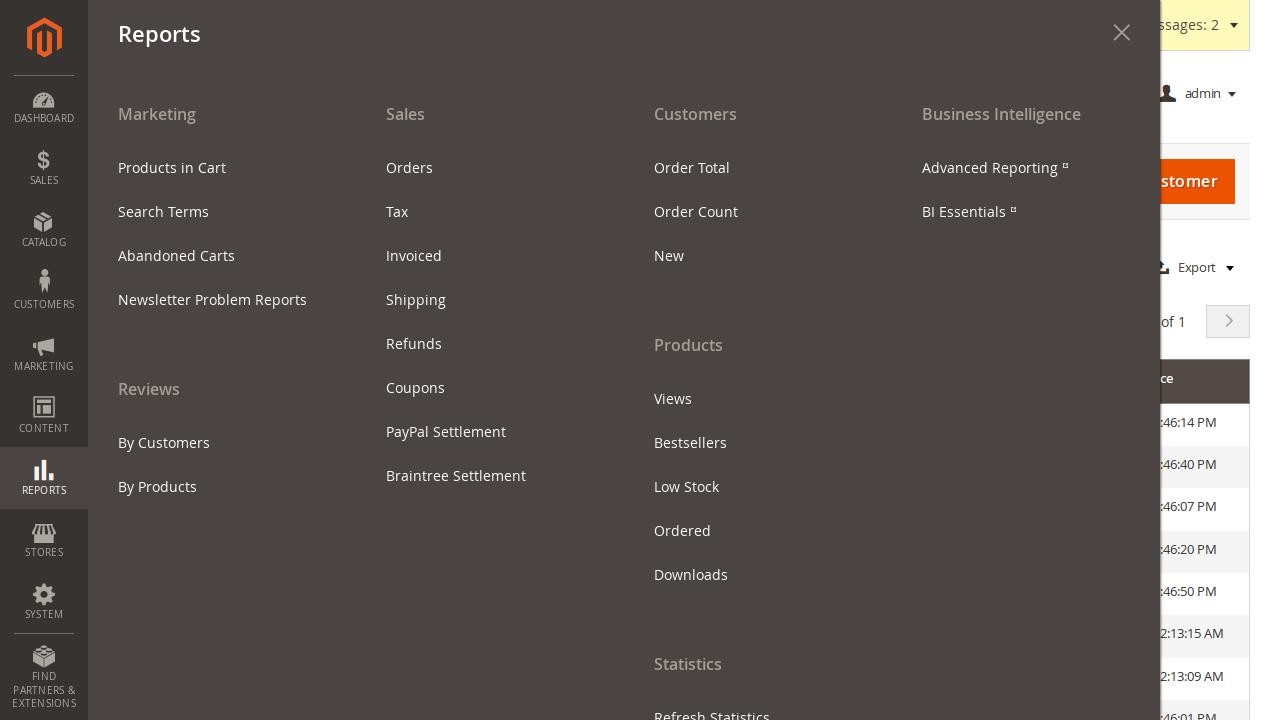 DASHBOARD
SALES
CATALOG
CUSTOMERS
MARKETING
CONTENT
REPORTS
STORES
SYSTEM
FIND
PARTNERS &
EXTENSIONS
Reports
Marketing
Products in Cart
Search Terms
Abandoned Carts
Newsletter Problem Reports
Reviews
By Customers
By Products
Sales
Orders
Tax
Invoiced
Shipping
Refunds
Coupons
PayPal Settlement
Braintree Settlement
Customers
Order Total
Order Count
New
Products
Views
Bestsellers
Low Stock
Ordered
Downloads
Statistics
Refresh Statistics
Business Intelligence
Advanced Reporting
BI Essentials
ssages: 2
admin
stomer
Export
of 1
ce
:46:14 PM
:46:40 PM
:46:07 PM
:46:20 PM
:46:50 PM
2:13:15 AM
2:13:09 AM
:46:01 PM